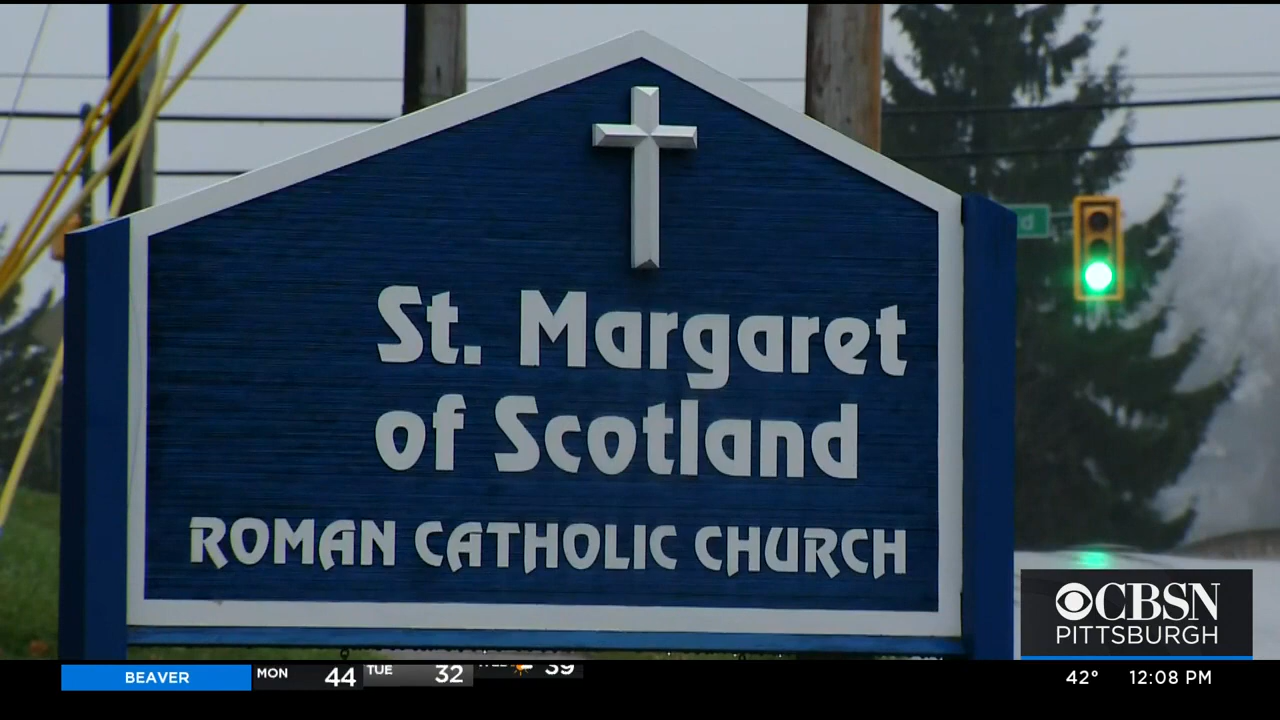 St. Margaret
of Scotland
ROMAN CATHOLIC CHURCH
d
CBSN
PITTSBURGH
BEAVER MON 44 TUE 32 39 42° 12:08 PM